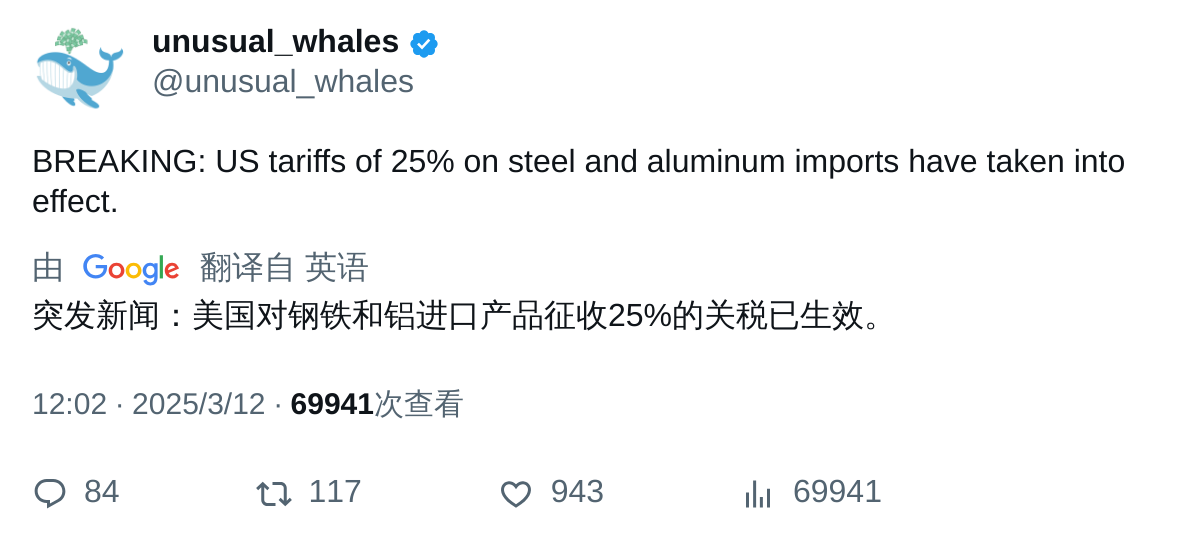 unusual_whales
@unusual_whales
BREAKING: US tariffs of 25% on steel and aluminum imports have taken into
effect.
由 Google 翻译自 英语
突发新闻：美国对钢铁和铝进口产品征收25%的关税已生效。
12:02 · 2025/3/12 · 69941次查看
84 117 943 69941